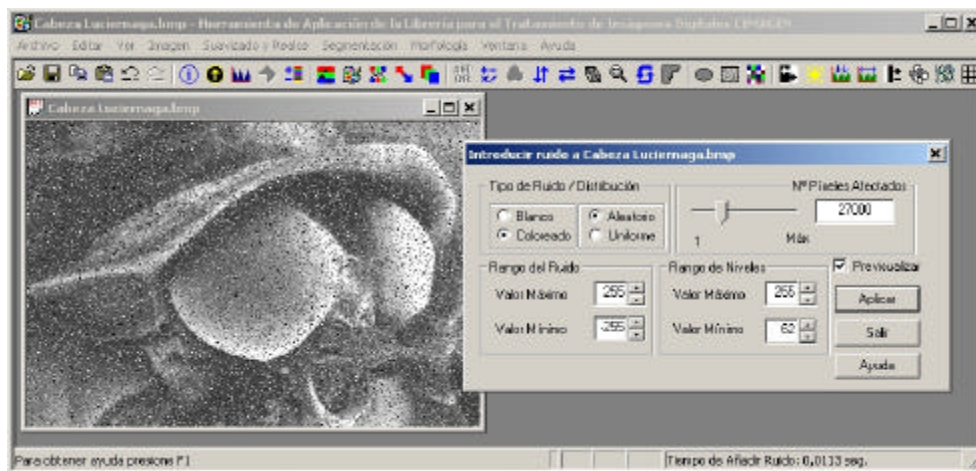 Cabeza Luciernaga.bmp - Herramienta de Aplicación de la Librería para el Tratamiento de Imágenes Digitales
Archivo Editar Ver Imagen Suavizado y Realce Segmentación Morfología Ventana Ayuda
Cabeza Luciernaga.bmp
Introducir ruido a Cabeza Luciernaga.bmp
Tipo de Ruido / Distribución
Nº Píxeles Afectados
Blanco
Aleatorio
27000
Coloreado
Uniforme
1
Máx
Rango del Ruido
Rango de Niveles
Previsualizar
Valor Máximo 255
Valor Máximo 255
Aplicar
Valor Mínimo -255
Valor Mínimo 62
Salir
Ayuda
Para obtener ayuda presione F1
Tiempo de Añadir Ruido: 0,0113 seg.